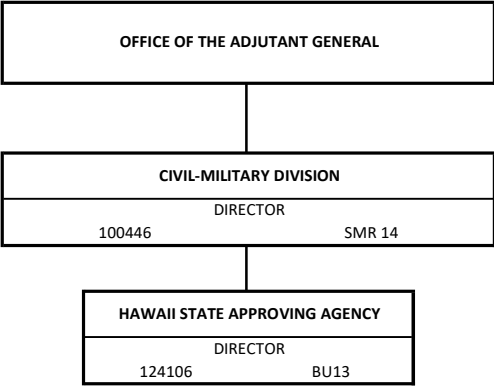 OFFICE OF THE ADJUTANT GENERAL
CIVIL-MILITARY DIVISION
DIRECTOR
100446 SMR 14
HAWAII STATE APPROVING AGENCY
DIRECTOR
124106 BU13